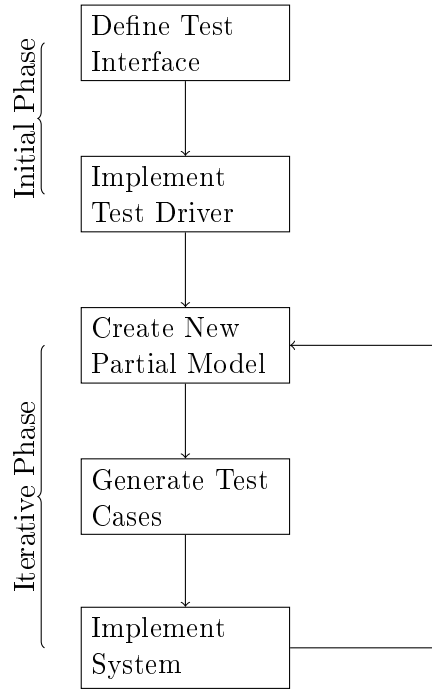 Initial Phase
Define Test
Interface
Implement
Test Driver
Iterative Phase
Create New
Partial Model
Generate Test
Cases
Implement
System